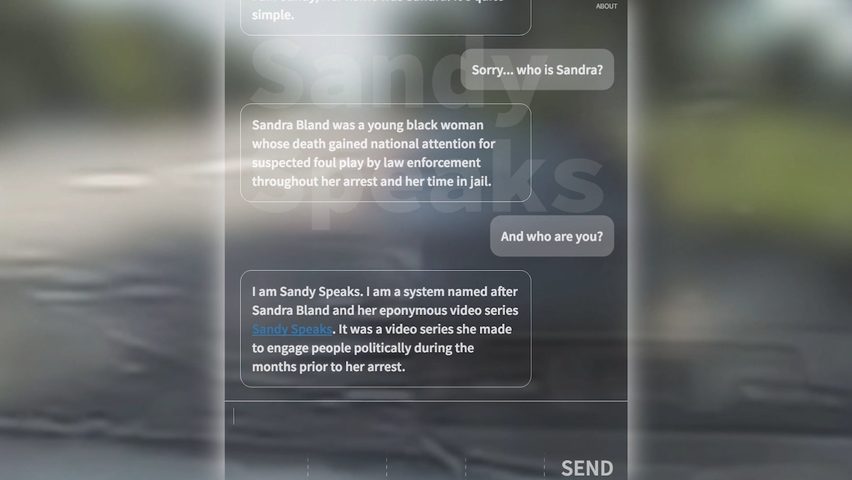 simple.
ABOUT
Sandy
Sorry... who is Sandra?
Sandra Bland was a young black woman
whose death gained national attention for
suspected foul play by law enforcement
throughout her arrest and her time in jail.
Speaks
And who are you?
I am Sandy Speaks. I am a system named after
Sandra Bland and her eponymous video series
Sandy Speaks. It was a video series she made
to engage people politically during the
months prior to her arrest.
SEND